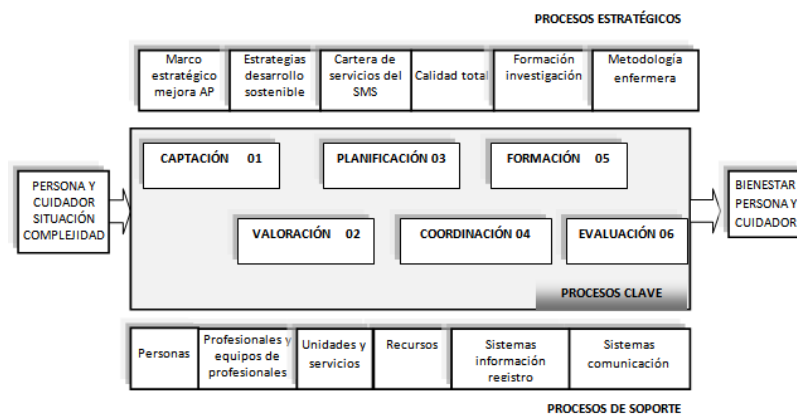 PROCESOS ESTRATÉGICOS
Marco
estratégico
mejora AP
Estrategias
desarrollo
sostenible
Cartera de
servicios del
SMS
Calidad total
Formación
investigación
Metodología
enfermera
CAPTACIÓN 01
PLANIFICACIÓN 03
FORMACIÓN 05
PERSONA Y
CUIDADOR
SITUACIÓN
COMPLEJIDAD
BIENESTAR
PERSONA Y
CUIDADOR
VALORACIÓN 02
COORDINACIÓN 04
EVALUACIÓN 06
PROCESOS CLAVE
Personas
Profesionales y
equipos de
profesionales
Unidades y
servicios
Recursos
Sistemas
información
registro
Sistemas
comunicación
PROCESOS DE SOPORTE